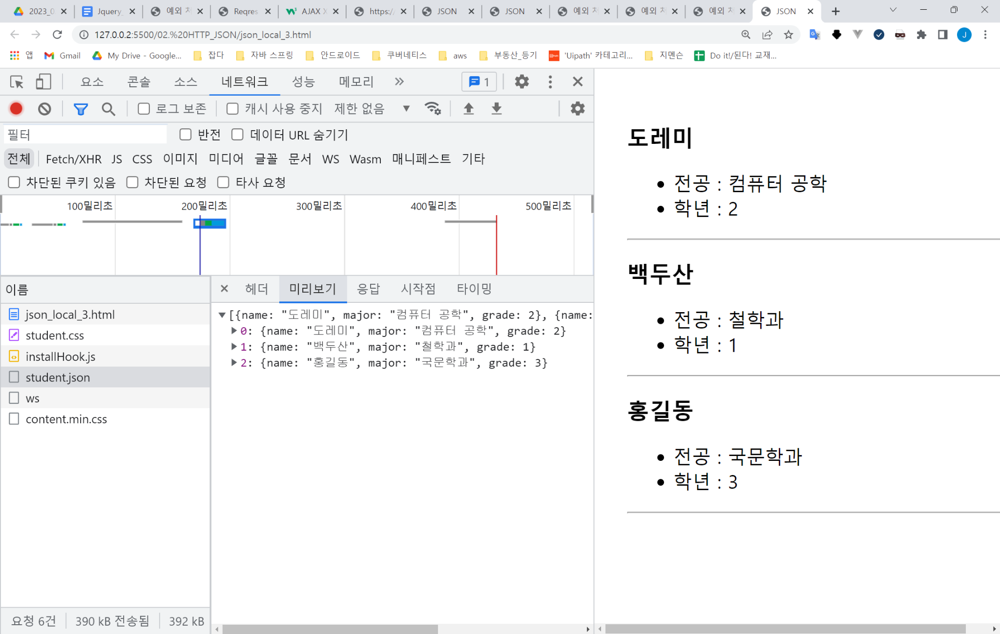 2023_0 Jquery_ 예외 처 Reqres AJAX X https:/ JSON JSON 예외 처 예외 처 예외 처 JSON
127.0.0.2:5500/02.%20HTTP_JSON/json_local_3.html
앱 Gmail My Drive - Google... 잡다 자바 스프링 안드로이드 쿠버네티스 aws 부동산_등기 'Uipath' 카테고리... 지멘슨 Do it!/된다! 교재...
요소 콘솔 소스 네트워크 성능 메모리 1
로그 보존 캐시 사용 중지 제한 없음
필터 반전 데이터 URL 숨기기
전체 Fetch/XHR JS CSS 이미지 미디어 글꼴 문서 WS Wasm 매니페스트 기타
차단된 쿠키 있음 차단된 요청 타사 요청
100밀리초 200밀리초 300밀리초 400밀리초 500밀리초
이름
json_local_3.html
student.css
installHook.js
student.json
ws
content.min.css
요청 6건 390 kB 전송됨 392 kB
헤더 미리보기 응답 시작점 타이밍
[{name: "도레미", major: "컴퓨터 공학", grade: 2}, {name:
0: {name: "도레미", major: "컴퓨터 공학", grade: 2}
1: {name: "백두산", major: "철학과", grade: 1}
2: {name: "홍길동", major: "국문학과", grade: 3}
도레미
• 전공 : 컴퓨터 공학
• 학년 : 2
백두산
• 전공 : 철학과
• 학년 : 1
홍길동
• 전공 : 국문학과
• 학년 : 3